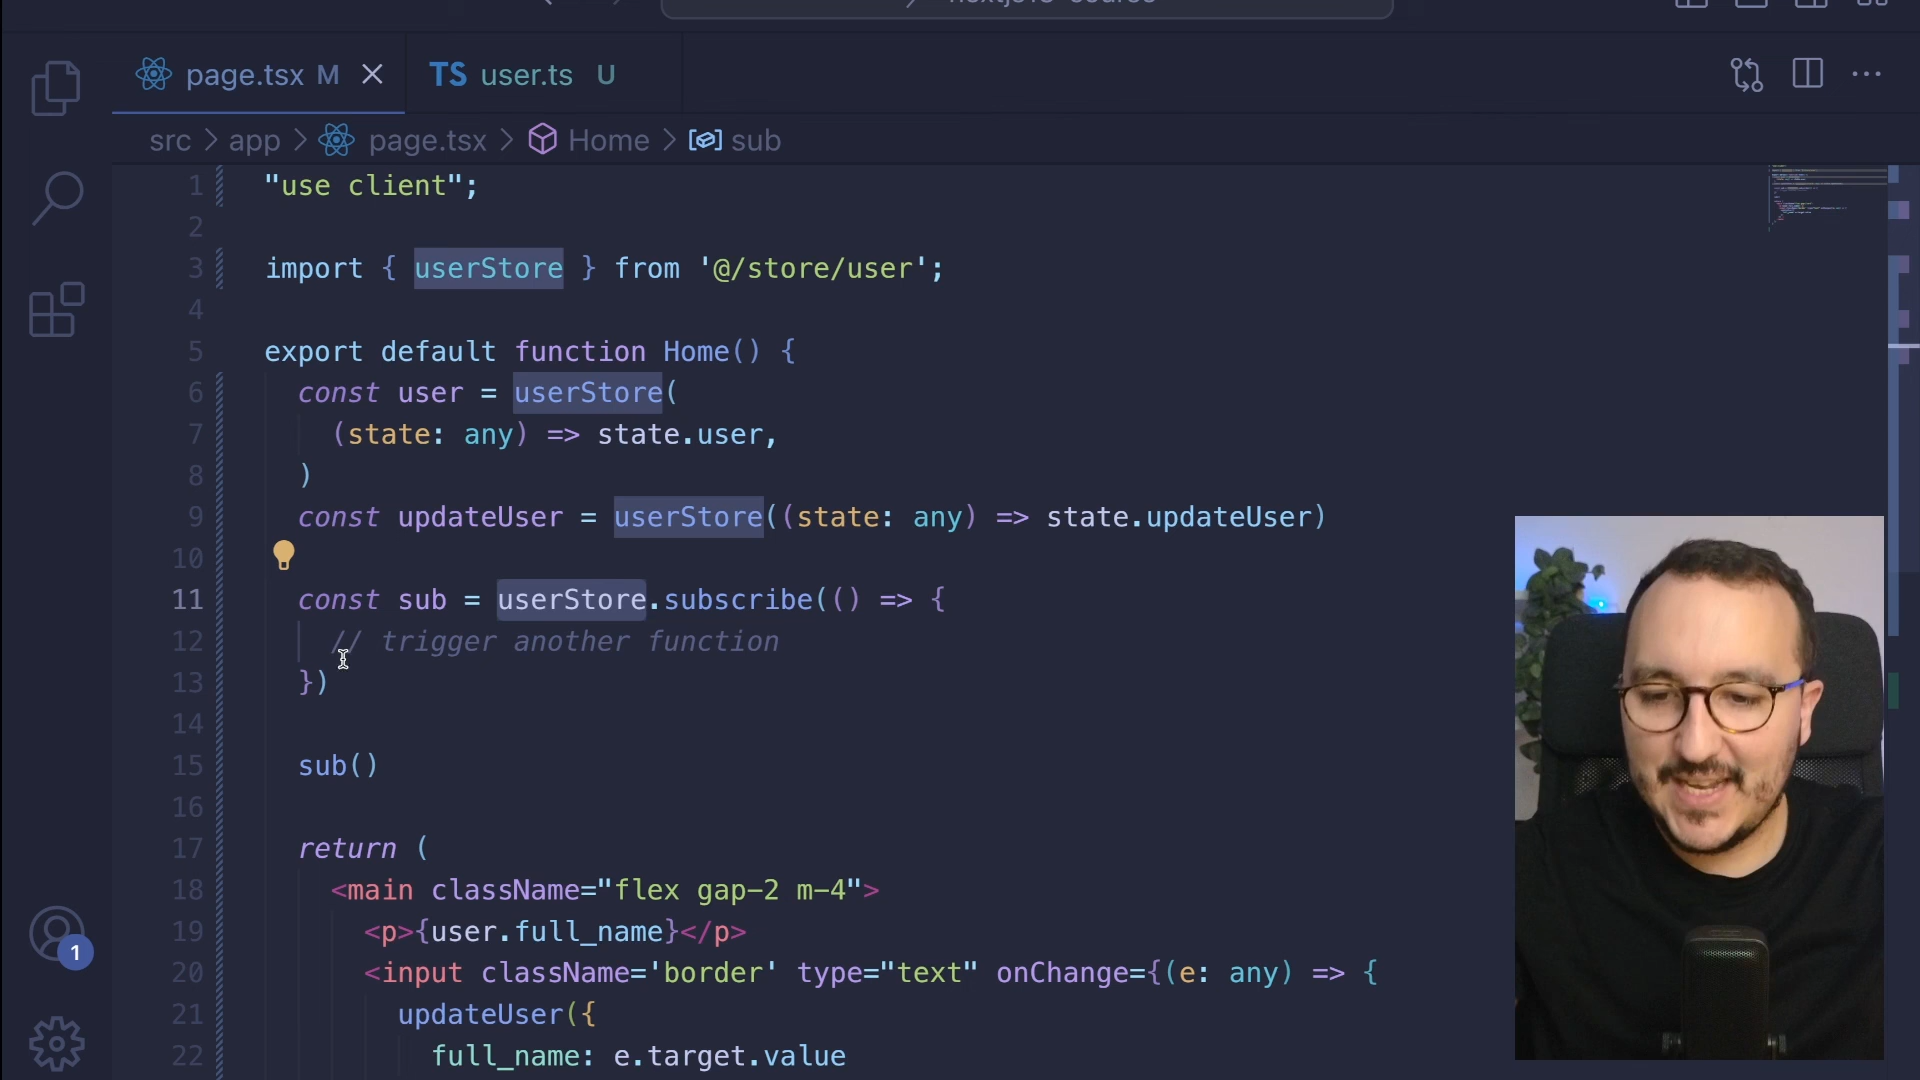 page.tsx M
TS user.ts U
src > app > page.tsx > Home > sub
1 "use client";
2
3 import { userStore } from '@/store/user';
4
5 export default function Home() {
6 const user = userStore(
7 (state: any) => state.user,
8 )
9 const updateUser = userStore((state: any) => state.updateUser)
10
11 const sub = userStore.subscribe(() => {
12 // trigger another function
13 })
14
15 sub()
16
17 return (
18 <main className="flex gap-2 m-4">
19 <p>{user.full_name}</p>
20 <input className='border' type="text" onChange={(e: any) => {
21 updateUser({
22 full_name: e.target.value
1